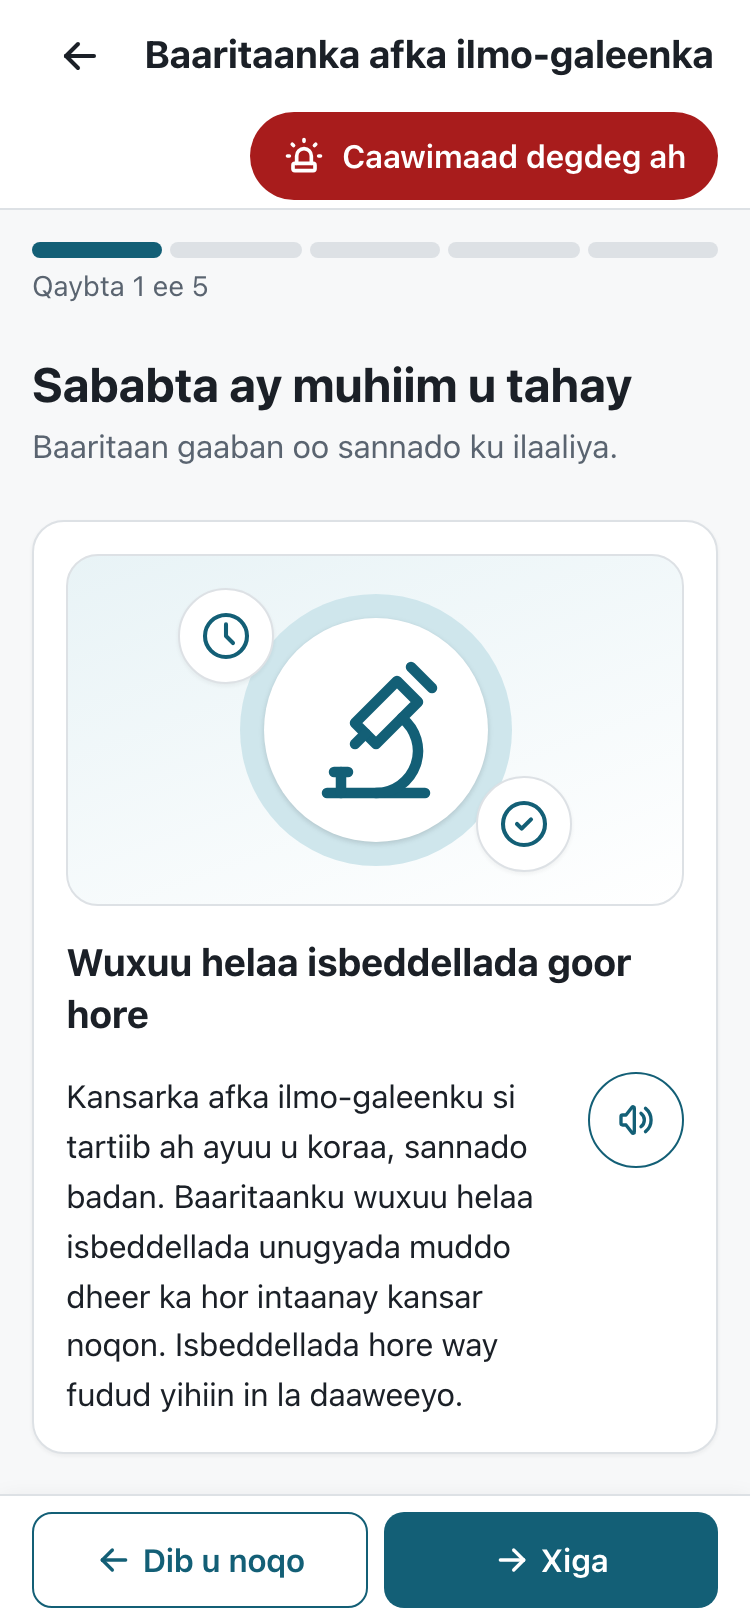 Baaritaanka afka ilmo-galeenka
Caawimaad degdeg ah
Qaybta 1 ee 5
Sababta ay muhiim u tahay
Baaritaan gaaban oo sannado ku ilaaliya.
Wuxuu helaa isbeddellada goor
hore
Kansarka afka ilmo-galeenku si
tartiib ah ayuu u koraa, sannado
badan. Baaritaanku wuxuu helaa
isbeddellada unugyada muddo
dheer ka hor intaanay kansar
noqon. Isbeddellada hore way
fudud yihiin in la daaweeyo.
Dib u noqo
Xiga